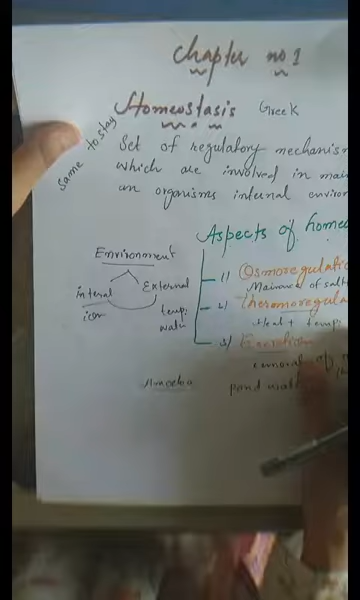 Chapter no 1
Homeostasis Greek
same to stay
Set of regulatory mechanism
which are involved in main
an organisms internal environ
Aspects of homeo
Environment
internal External
ion temp:
water
1) Osmoregulatio
of salt
2) Thermoregula
Heat + temp:
3) Excretion
removal of
Amoeba pond wat